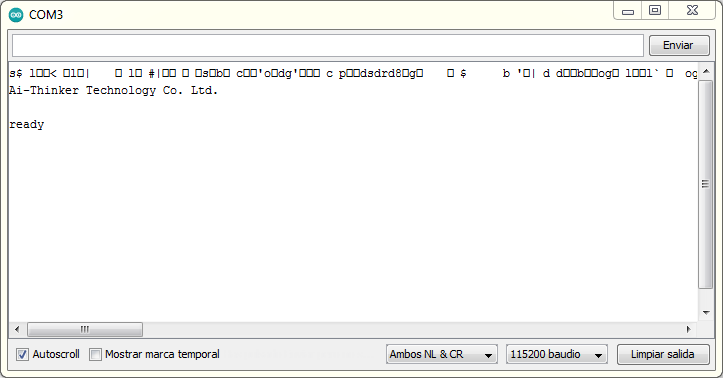 COM3
Enviar
s$ l□□< □l□| □ l□ #|□□ □ □s□b□ c□□'o□dg'□□□ c p□□dsdrd8□g□ □ $ b '□| d d□□b□□og□ l□□l` □ og
Ai-Thinker Technology Co. Ltd.
ready
Autoscroll Mostrar marca temporal Ambos NL & CR 115200 baudio Limpiar salida